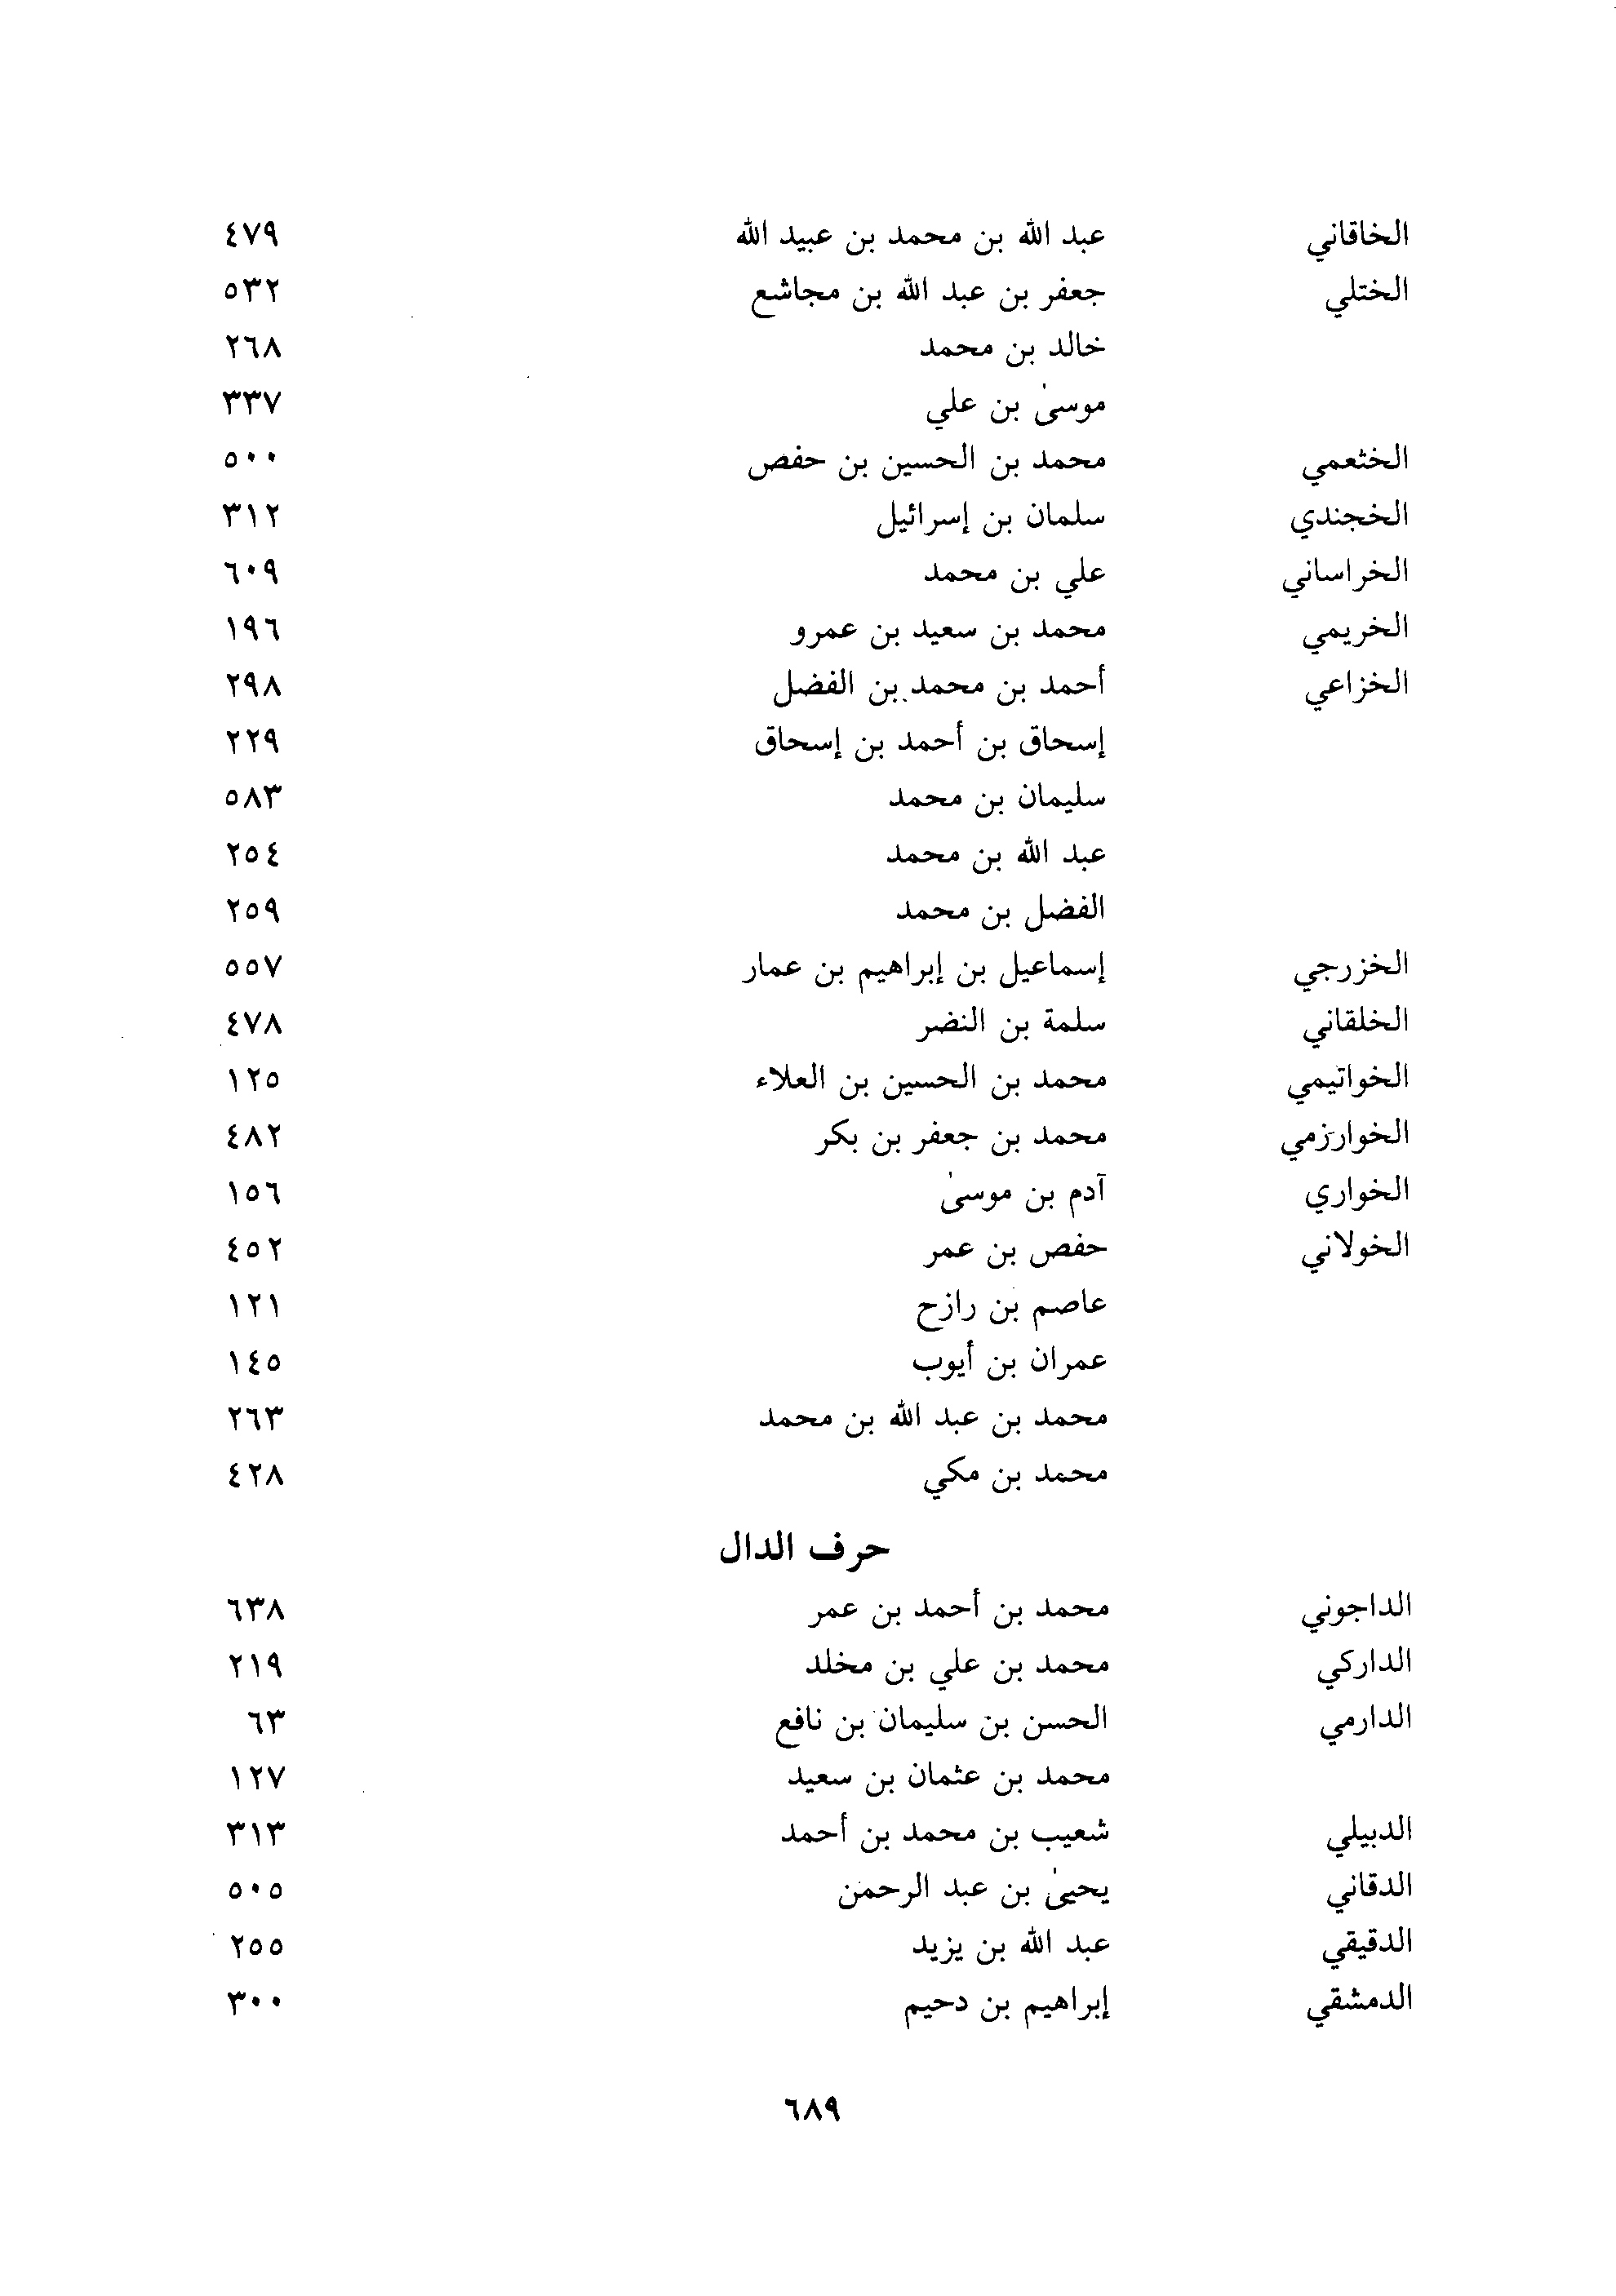 الخاقاني عبد الله بن محمد بن عبيد الله ٤٧٩
الختلي جعفر بن عبد الله بن مجاشع ٥٣٢
خالد بن محمد ٢٦٨
موسىٰ بن علي ٣٣٧
الخثعمي محمد بن الحسين بن حفص ٥٠٠
الخجندي سلمان بن إسرائيل ٣١٢
الخراساني علي بن محمد ٦٠٩
الخريمي محمد بن سعيد بن عمرو ١٩٦
الخزاعي أحمد بن محمد بن الفضل ٢٩٨
إسحاق بن أحمد بن إسحاق ٢٢٩
سليمان بن محمد ٥٨٣
عبد الله بن محمد ٢٥٤
الفضل بن محمد ٢٥٩
الخزرجي إسماعيل بن إبراهيم بن عمار ٥٥٧
الخلقاني سلمة بن النضر ٤٧٨
الخواتيمي محمد بن الحسين بن العلاء ١٢٥
الخوارزمي محمد بن جعفر بن بكر ٤٨٢
الخواري آدم بن موسىٰ ١٥٦
الخولاني حفص بن عمر ٤٥٢
عاصم بن رازح ١٢١
عمران بن أيوب ١٤٥
محمد بن عبد الله بن محمد ٢٦٣
محمد بن مكي ٤٢٨
حرف الدال
الداجوني محمد بن أحمد بن عمر ٦٣٨
الداركي محمد بن علي بن مخلد ٢١٩
الدارمي الحسن بن سليمان بن نافع ٦٣
محمد بن عثمان بن سعيد ١٢٧
الدبيلي شعيب بن محمد بن أحمد ٣١٣
الدقاني يحيىٰ بن عبد الرحمن ٥٠٥
الدقيقي عبد الله بن يزيد ٢٥٥
الدمشقي إبراهيم بن دحيم ٣٠٠
٦٨٩